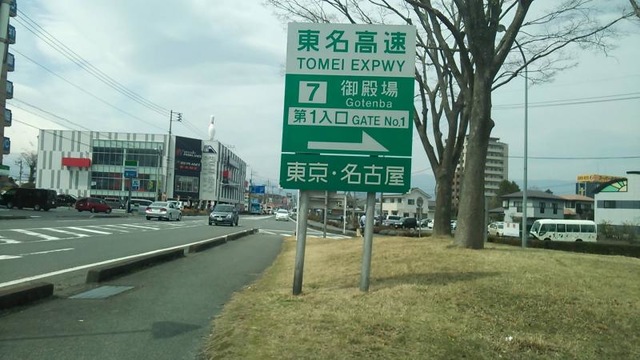 東名高速
TOMEI EXPWY
7 御殿場
Gotenba
第1入口 GATE No.1
東京・名古屋